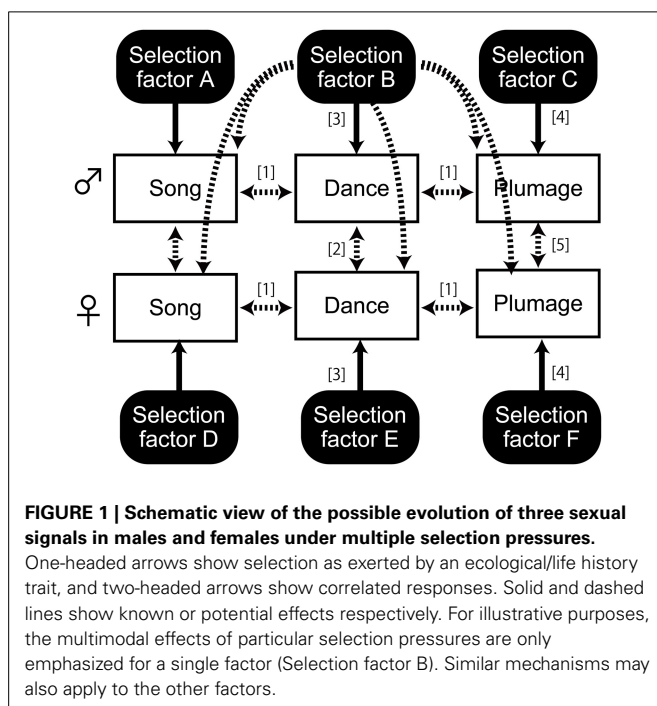 Selection
factor A
Selection
factor B
Selection
factor C
[3]
[4]
♂
Song
[1]
Dance
[1]
Plumage
[2]
[5]
♀
Song
[1]
Dance
[1]
Plumage
[3]
[4]
Selection
factor D
Selection
factor E
Selection
factor F
FIGURE 1 | Schematic view of the possible evolution of three sexual
signals in males and females under multiple selection pressures.
One-headed arrows show selection as exerted by an ecological/life history
trait, and two-headed arrows show correlated responses. Solid and dashed
lines show known or potential effects respectively. For illustrative purposes,
the multimodal effects of particular selection pressures are only
emphasized for a single factor (Selection factor B). Similar mechanisms may
also apply to the other factors.